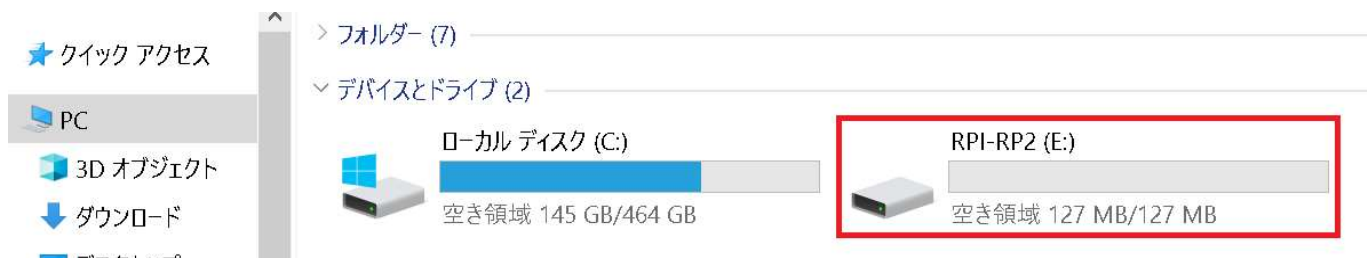 クイック アクセス
PC
3D オブジェクト
ダウンロード
フォルダー (7)
デバイスとドライブ (2)
ローカル ディスク (C:)
空き領域 145 GB/464 GB
RPI-RP2 (E:)
空き領域 127 MB/127 MB